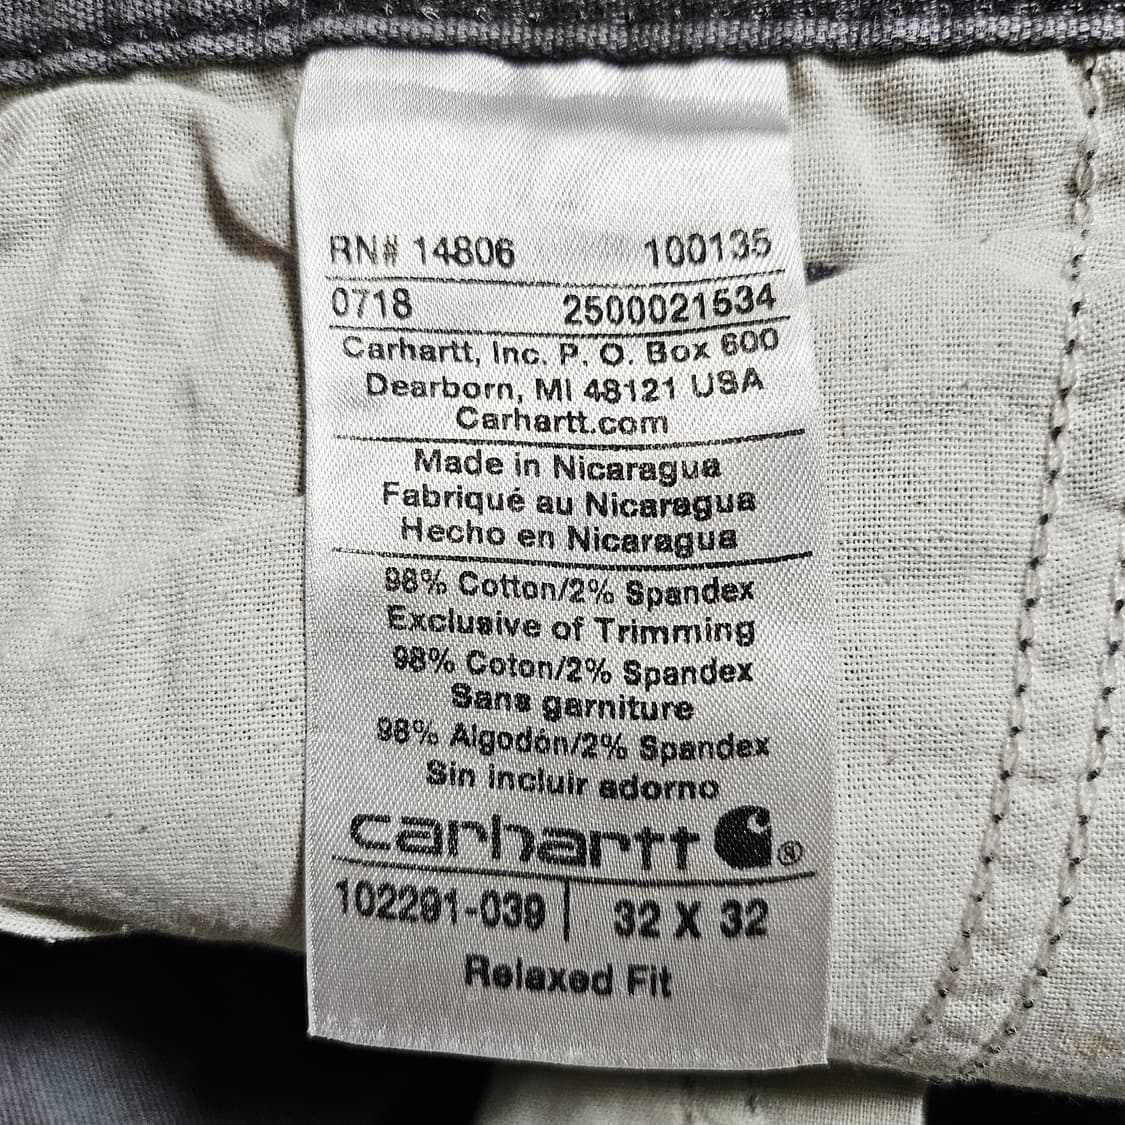 RN# 14806 100135
0718 2500021534
Carhartt, Inc. P. O. Box 600
Dearborn, MI 48121 USA
Carhartt.com
Made in Nicaragua
Fabriqué au Nicaragua
Hecho en Nicaragua
98% Cotton/2% Spandex
Exclusive of Trimming
98% Coton/2% Spandex
Sans garniture
98% Algodón/2% Spandex
Sin incluir adorno
carhartt ®
102291-039 | 32 X 32
Relaxed Fit